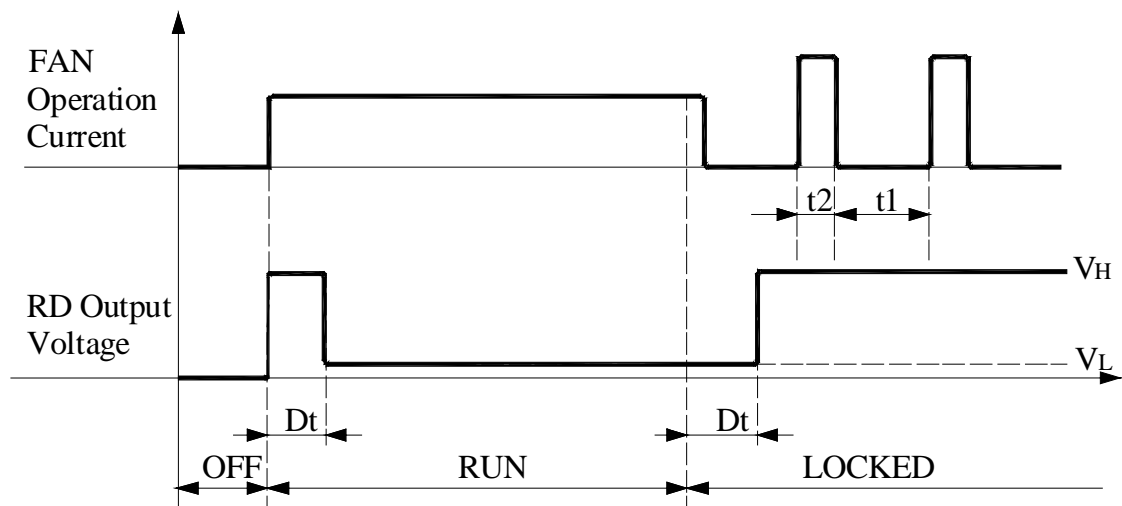 FAN
Operation
Current
t2
t1
RD Output
Voltage
VH
VL
Dt
Dt
OFF
RUN
LOCKED